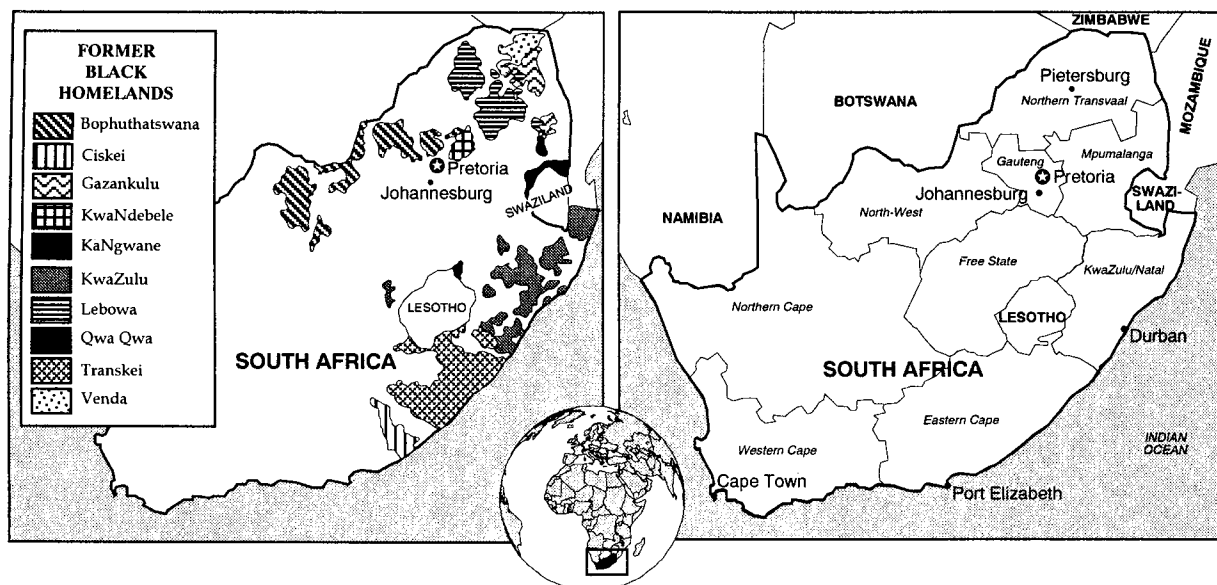 FORMER
BLACK
HOMELANDS
Bophuthatswana
Ciskei
Gazankulu
KwaNdebele
KaNgwane
KwaZulu
Lebowa
Qwa Qwa
Transkei
Venda
Pretoria
Johannesburg
SWAZILAND
LESOTHO
SOUTH AFRICA
ZIMBABWE
MOZAMBIQUE
BOTSWANA
NAMIBIA
Pietersburg
Northern Transvaal
Mpumalanga
Gauteng
Pretoria
Johannesburg
SWAZI-
LAND
North-West
Free State
KwaZulu/Natal
Northern Cape
LESOTHO
Durban
SOUTH AFRICA
Eastern Cape
Western Cape
INDIAN
OCEAN
Cape Town
Port Elizabeth